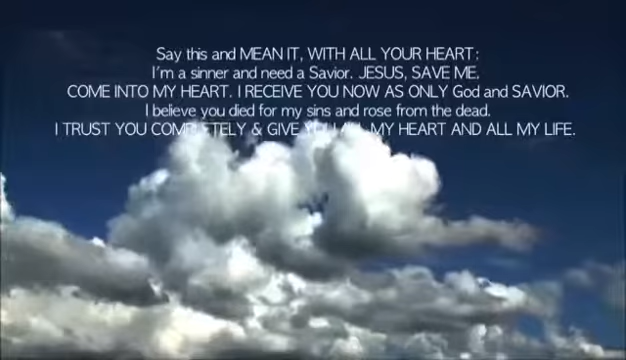 Say this and MEAN IT, WITH ALL YOUR HEART:
I'm a sinner and need a Savior. JESUS, SAVE ME.
COME INTO MY HEART. I RECEIVE YOU NOW AS ONLY God and SAVIOR.
I believe you died for my sins and rose from the dead.
I TRUST YOU COMPLETELY & GIVE YOU ALL MY HEART AND ALL MY LIFE.